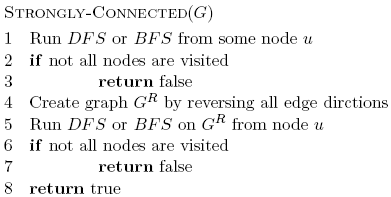 STRONGLY-CONNECTED(G)
1 Run DFS or BFS from some node u
2 if not all nodes are visited
3 return false
4 Create graph G^R by reversing all edge dirctions
5 Run DFS or BFS on G^R from node u
6 if not all nodes are visited
7 return false
8 return true